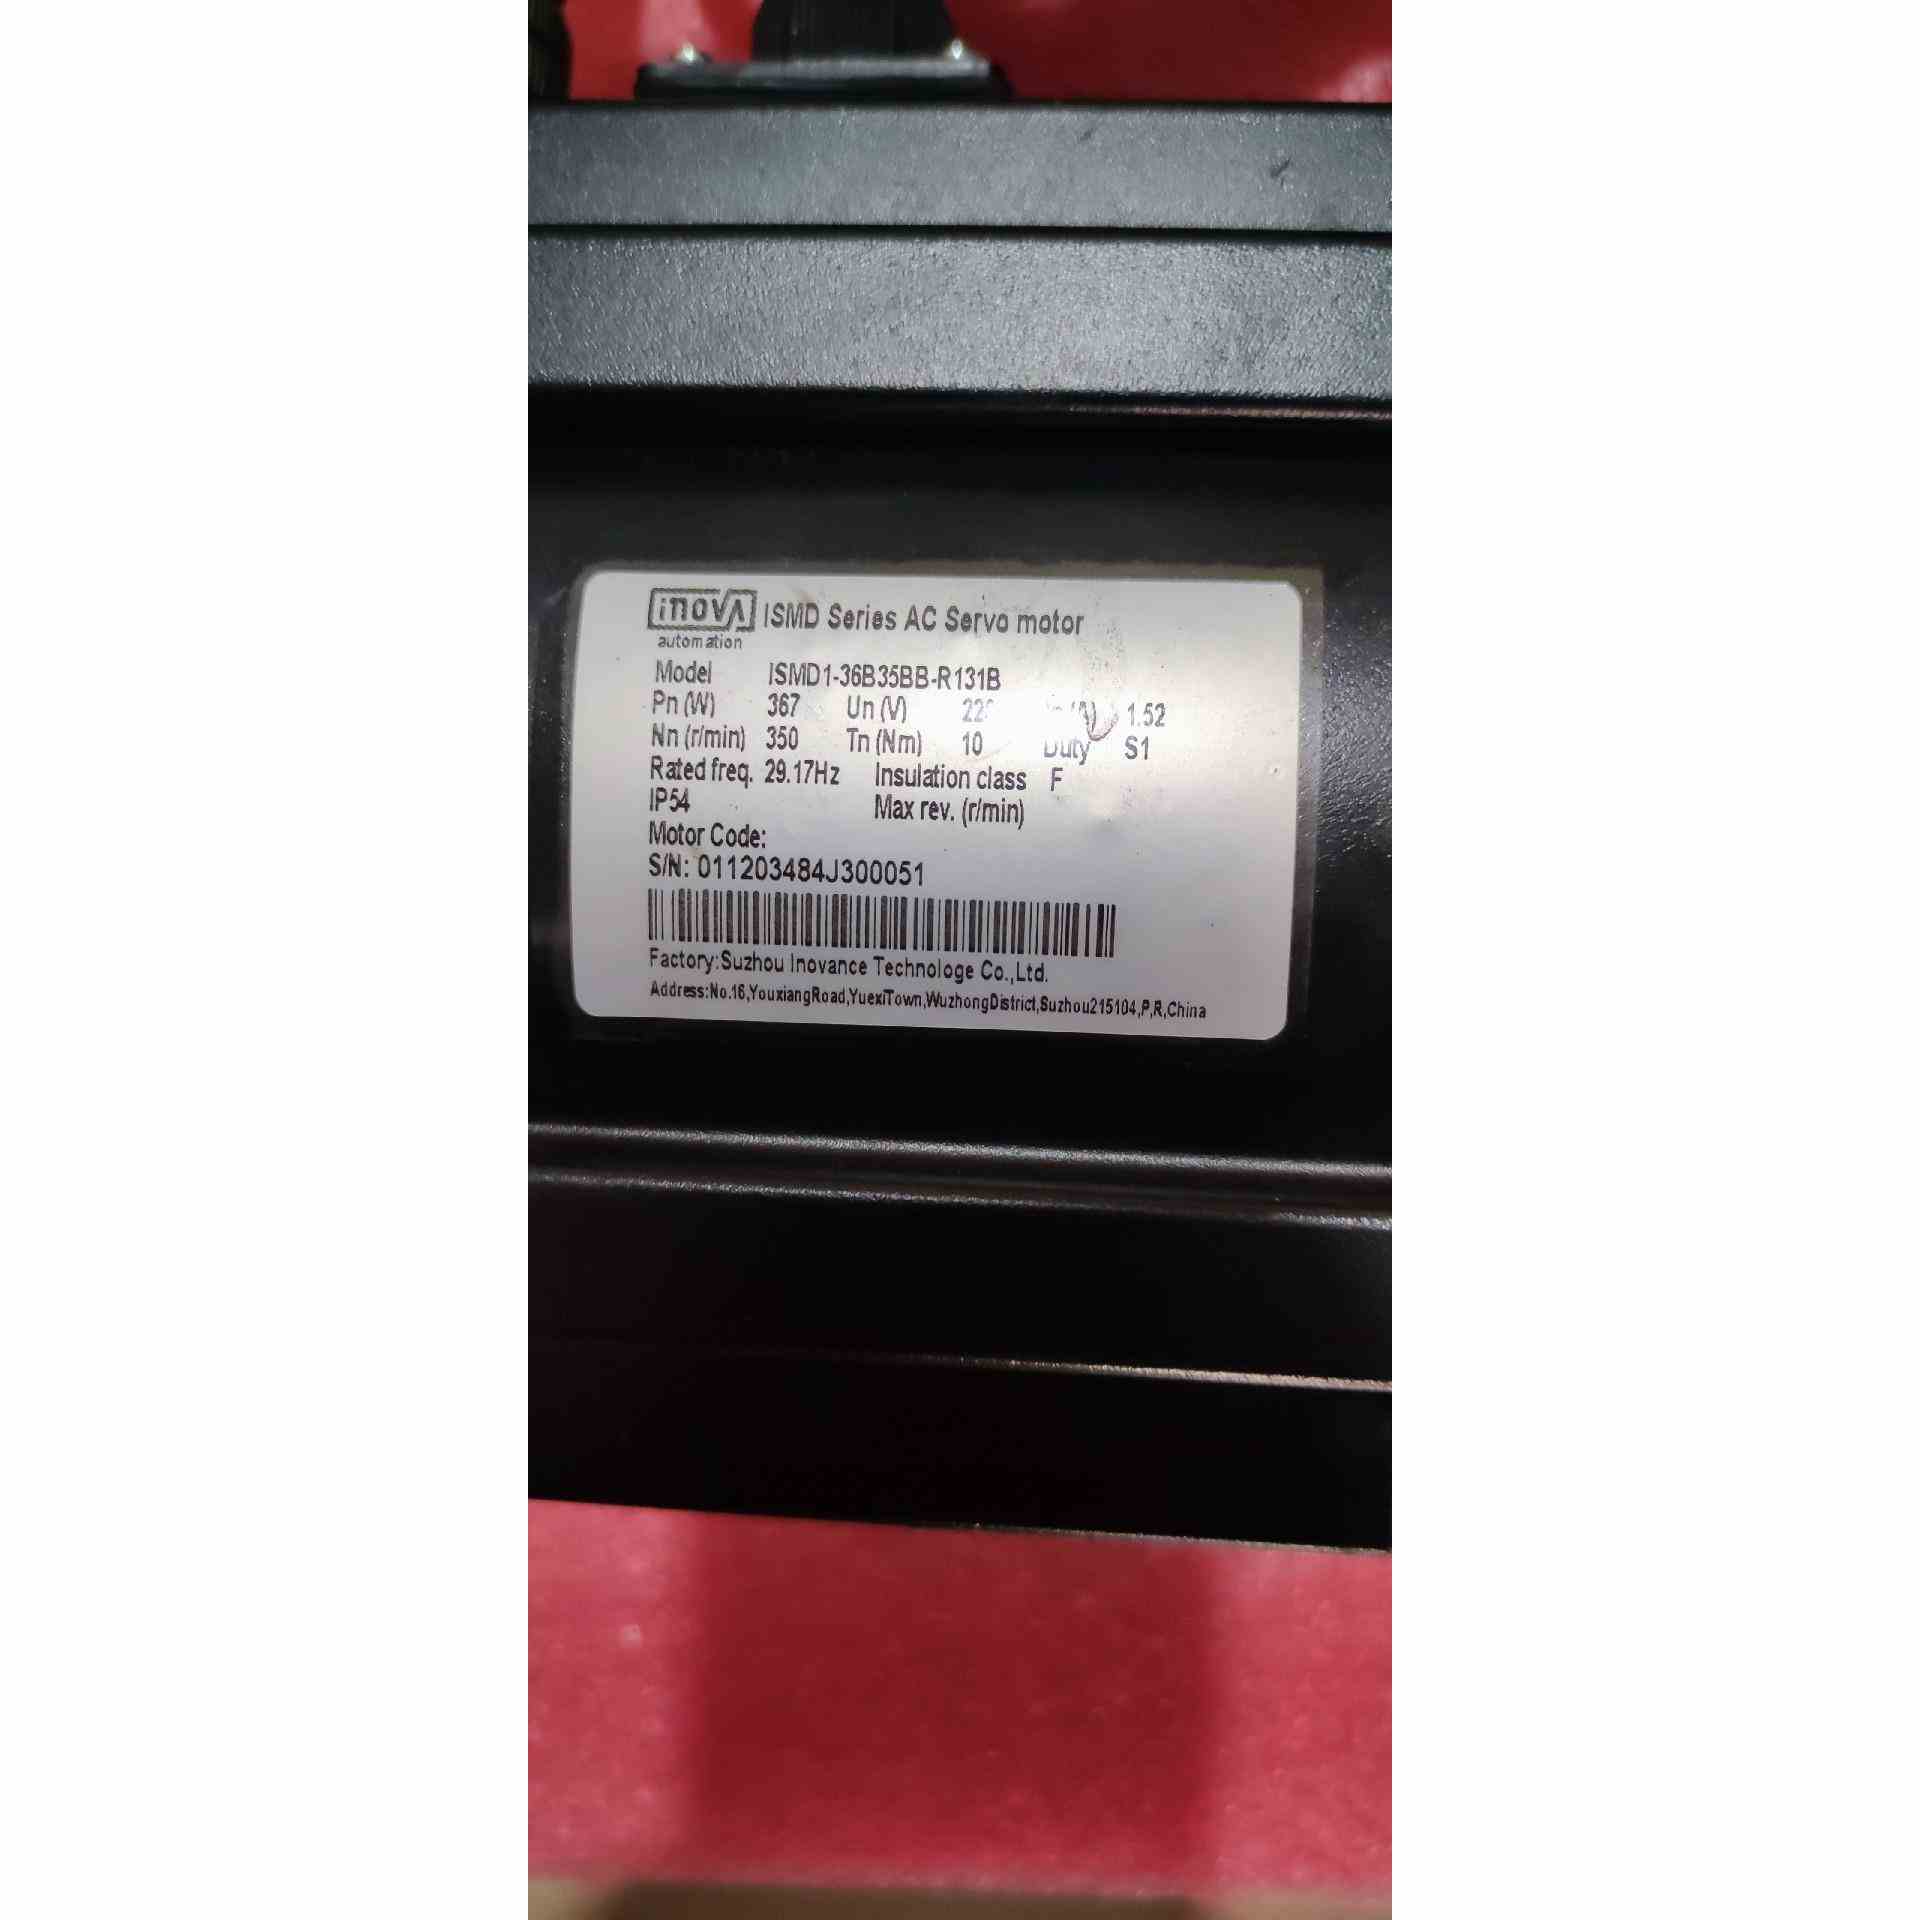 inovA ISMD Series AC Servo motor
automation
Model ISMD1-36B35BB-R131B
Pn (W) 367 Un (V) 1.52
Nn (r/min) 350 Tn (Nm) 10 Duty S1
Rated freq. 29.17Hz Insulation class F
IP54 Max rev. (r/min)
Motor Code:
S/N: 011203484J300051
Factory:Suzhou Inovance Technologe Co.,Ltd.
Address:No.16,YouxiangRoad,YuexiTown,WuzhongDistrict,Suzhou215104,P,R,China